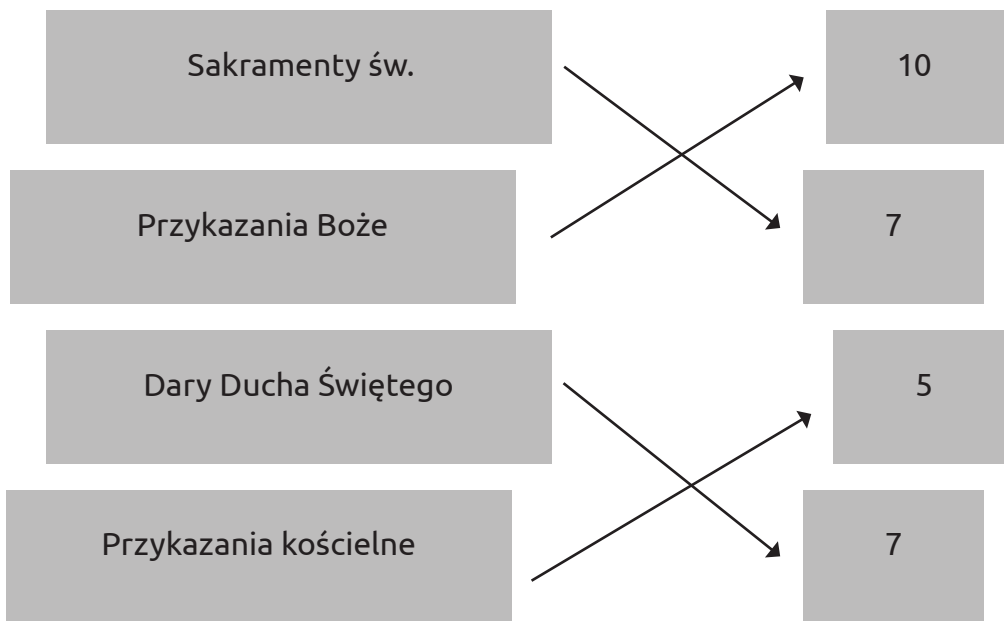 Sakramenty św.
10
Przykazania Boże
7
Dary Ducha Świętego
5
Przykazania kościelne
7